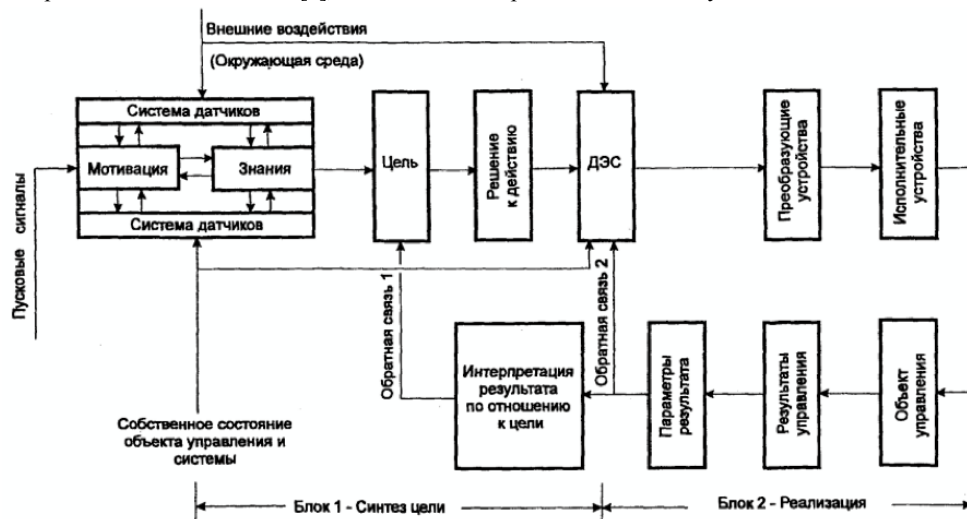 Внешние воздействия
(Окружающая среда)
Система датчиков
Мотивация
Знания
Система датчиков
Пусковые сигналы
Цель
Решение
к действию
ДЭС
Преобразующие
устройства
Исполнительные
устройства
Обратная связь 1
Обратная связь 2
Интерпретация
результата
по отношению
к цели
Параметры
результата
Результаты
управления
Объект
управления
Собственное состояние
объекта управления и
системы
Блок 1 - Синтез цели
Блок 2 - Реализация